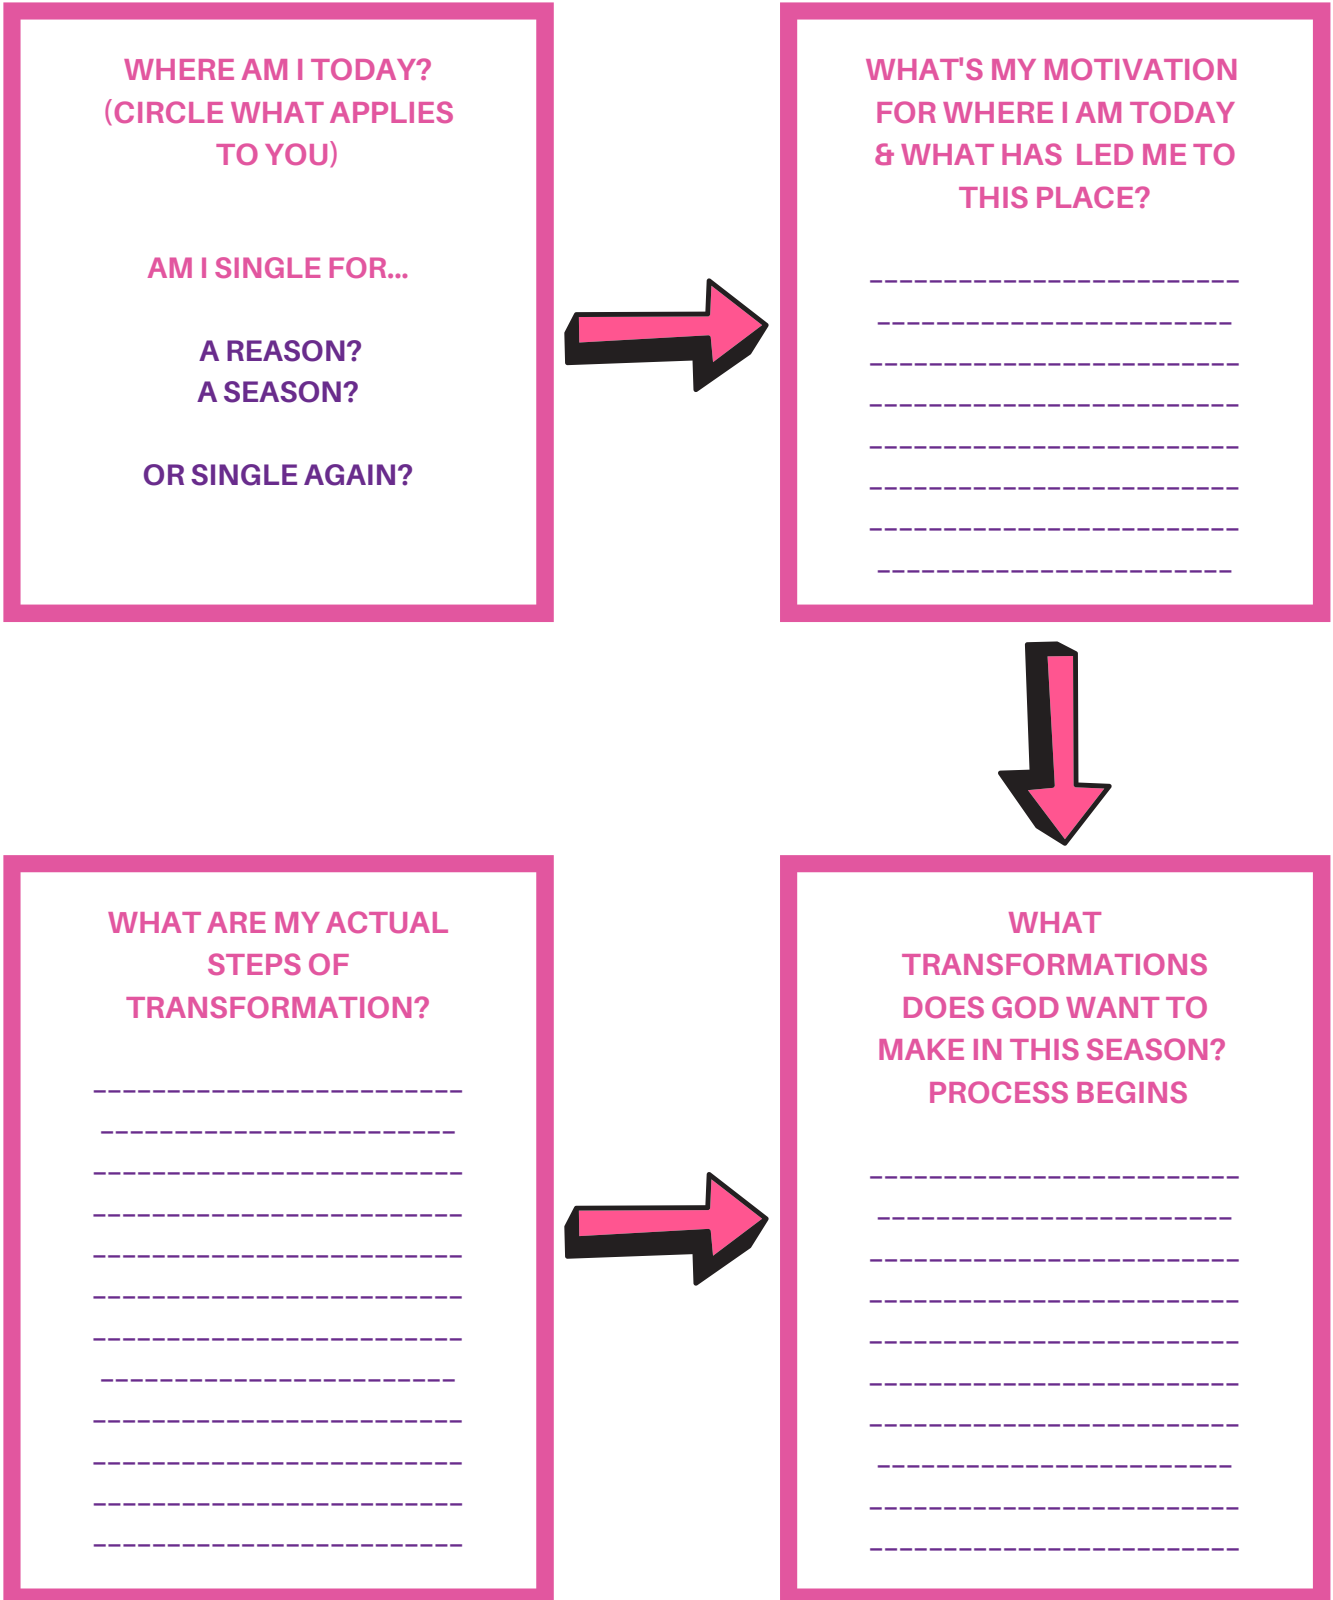 WHERE AM I TODAY?
(CIRCLE WHAT APPLIES
TO YOU)
AM I SINGLE FOR...
A REASON?
A SEASON?
OR SINGLE AGAIN?
WHAT'S MY MOTIVATION
FOR WHERE I AM TODAY
& WHAT HAS LED ME TO
THIS PLACE?
WHAT ARE MY ACTUAL
STEPS OF
TRANSFORMATION?
WHAT
TRANSFORMATIONS
DOES GOD WANT TO
MAKE IN THIS SEASON?
PROCESS BEGINS